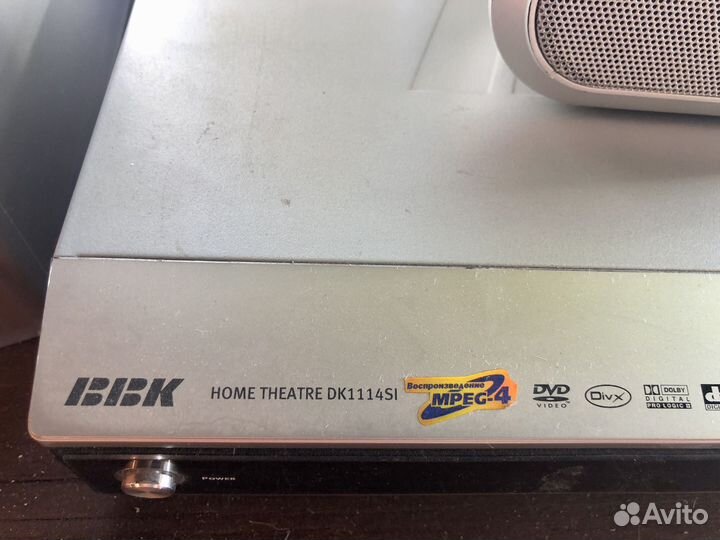 BBK
HOME THEATRE DK1114SI
Воспроизведение
MPEG-4
DVD
VIDEO
DivX
DOLBY
DIGITAL
PRO LOGIC II
POWER
Avito